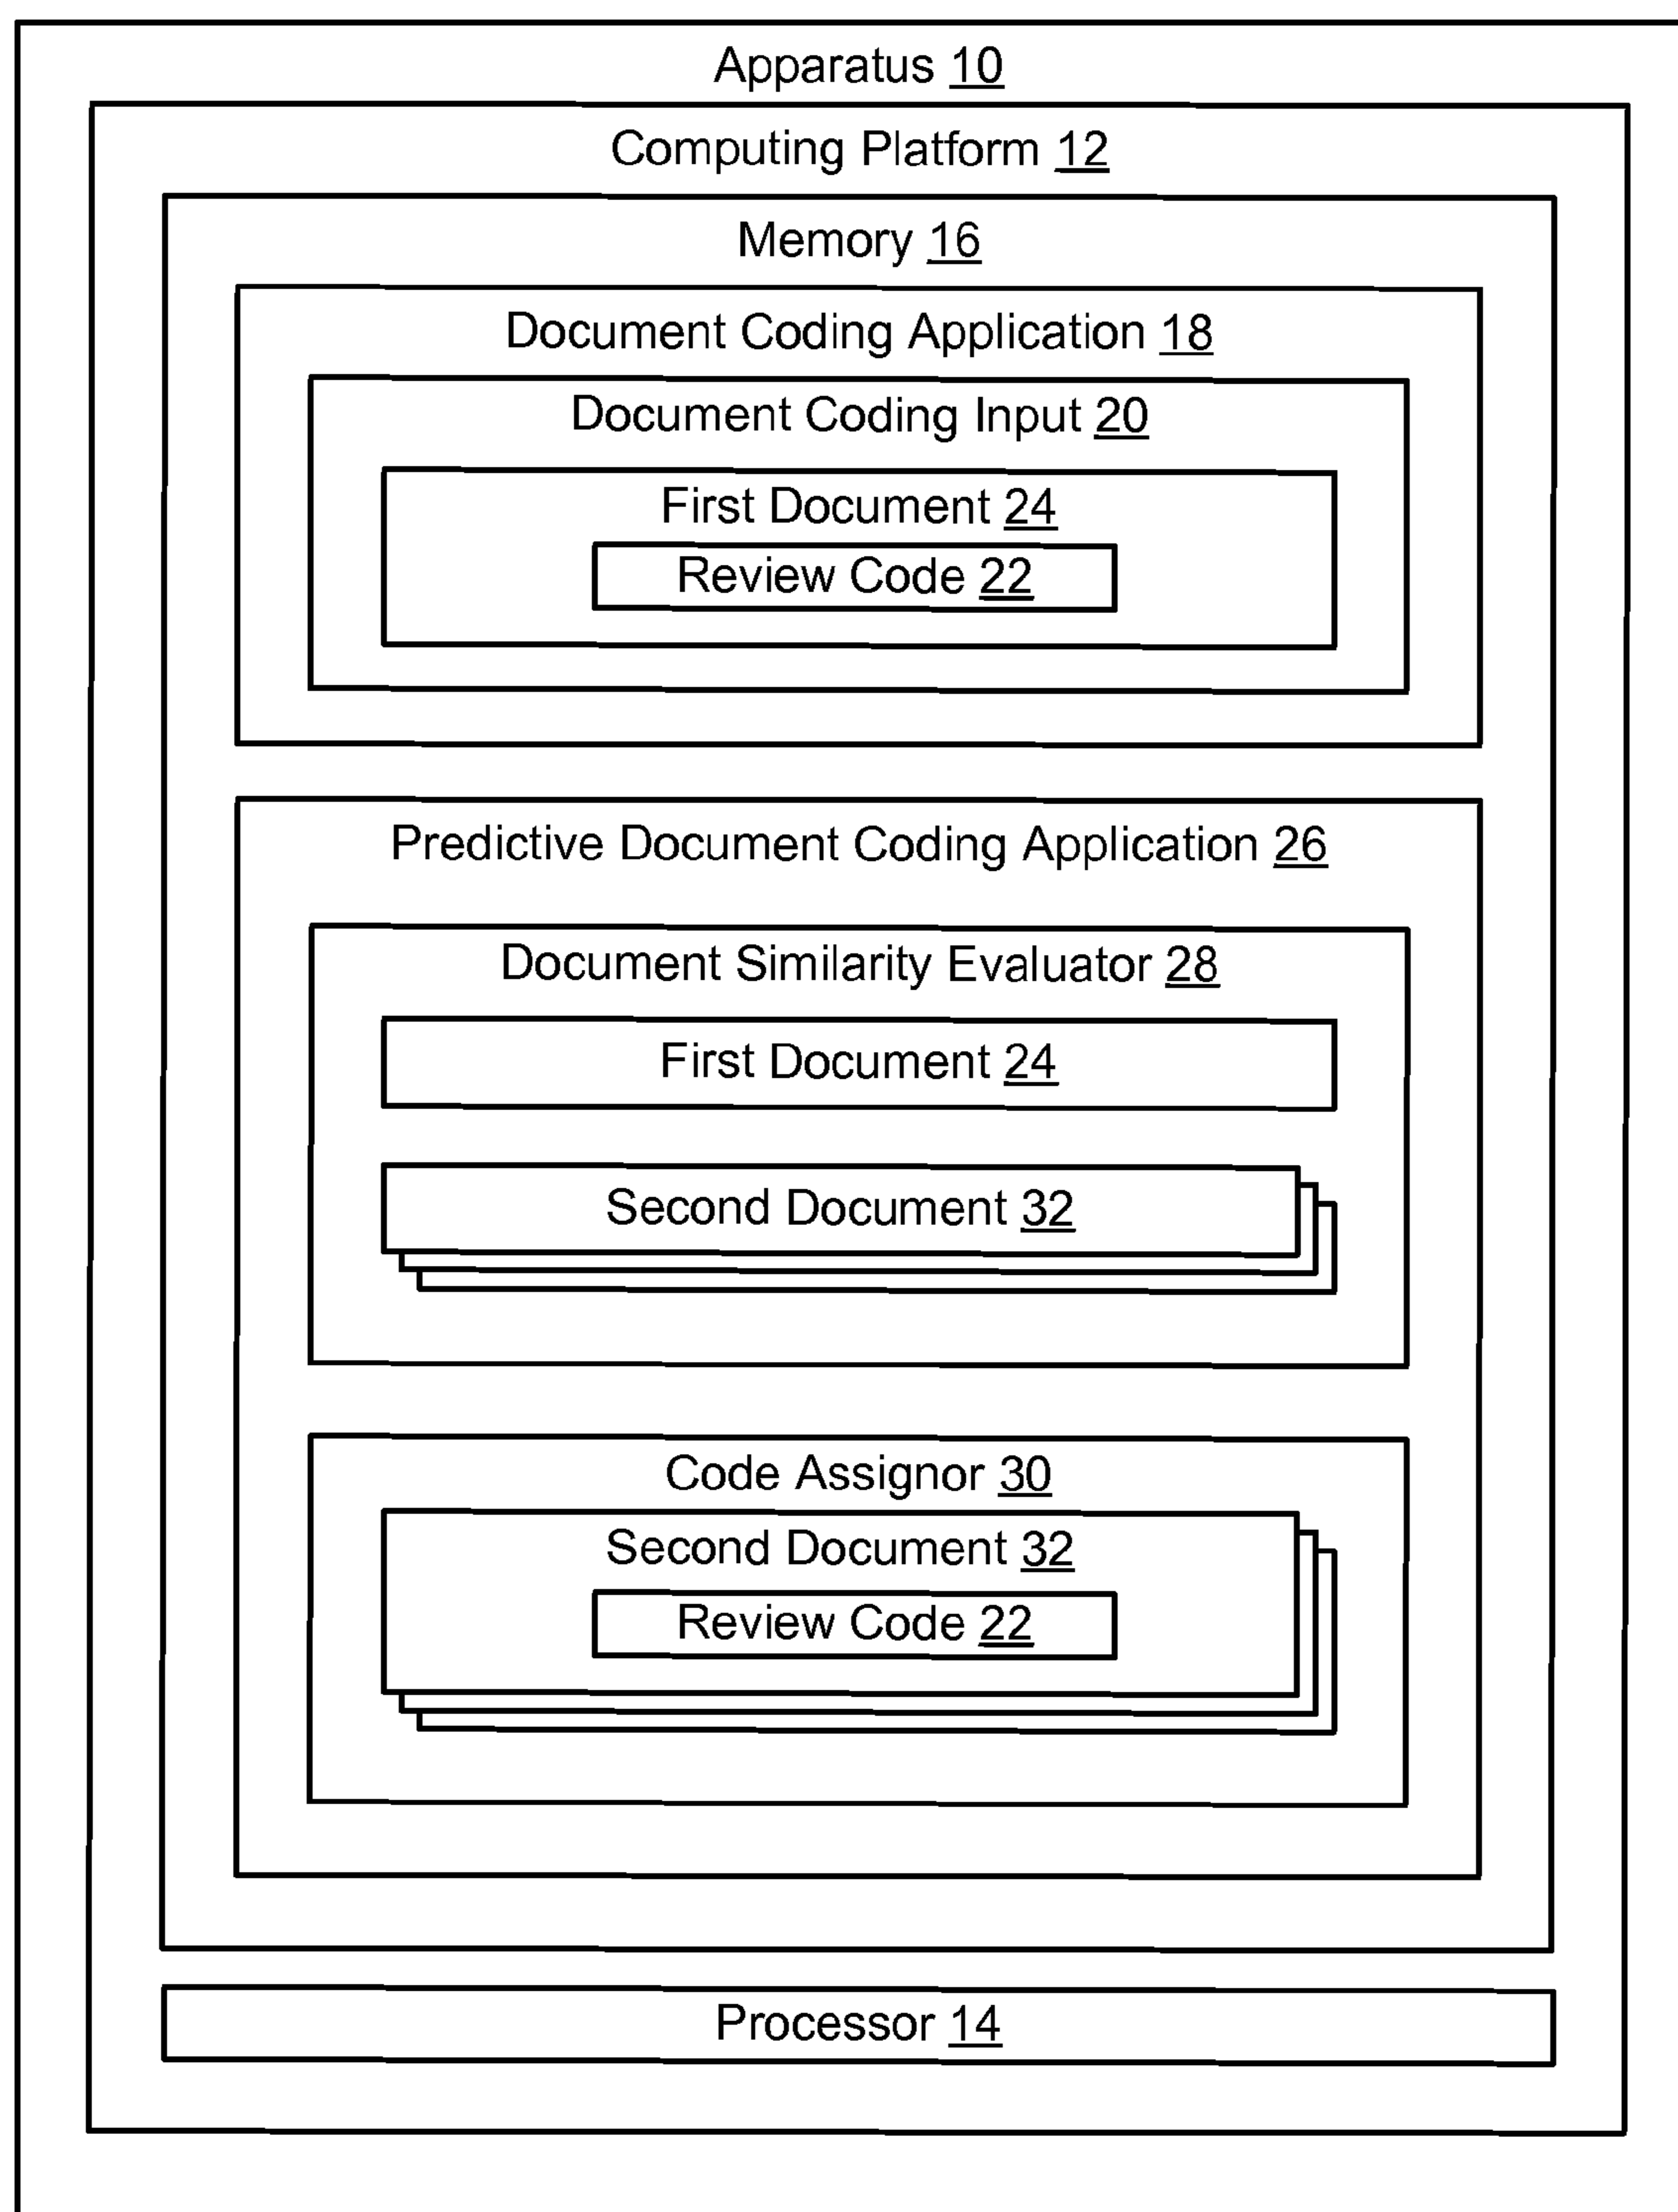 Apparatus 10
Computing Platform 12
Memory 16
Document Coding Application 18
Document Coding Input 20
First Document 24
Review Code 22
Predictive Document Coding Application 26
Document Similarity Evaluator 28
First Document 24
Second Document 32
Code Assignor 30
Second Document 32
Review Code 22
Processor 14